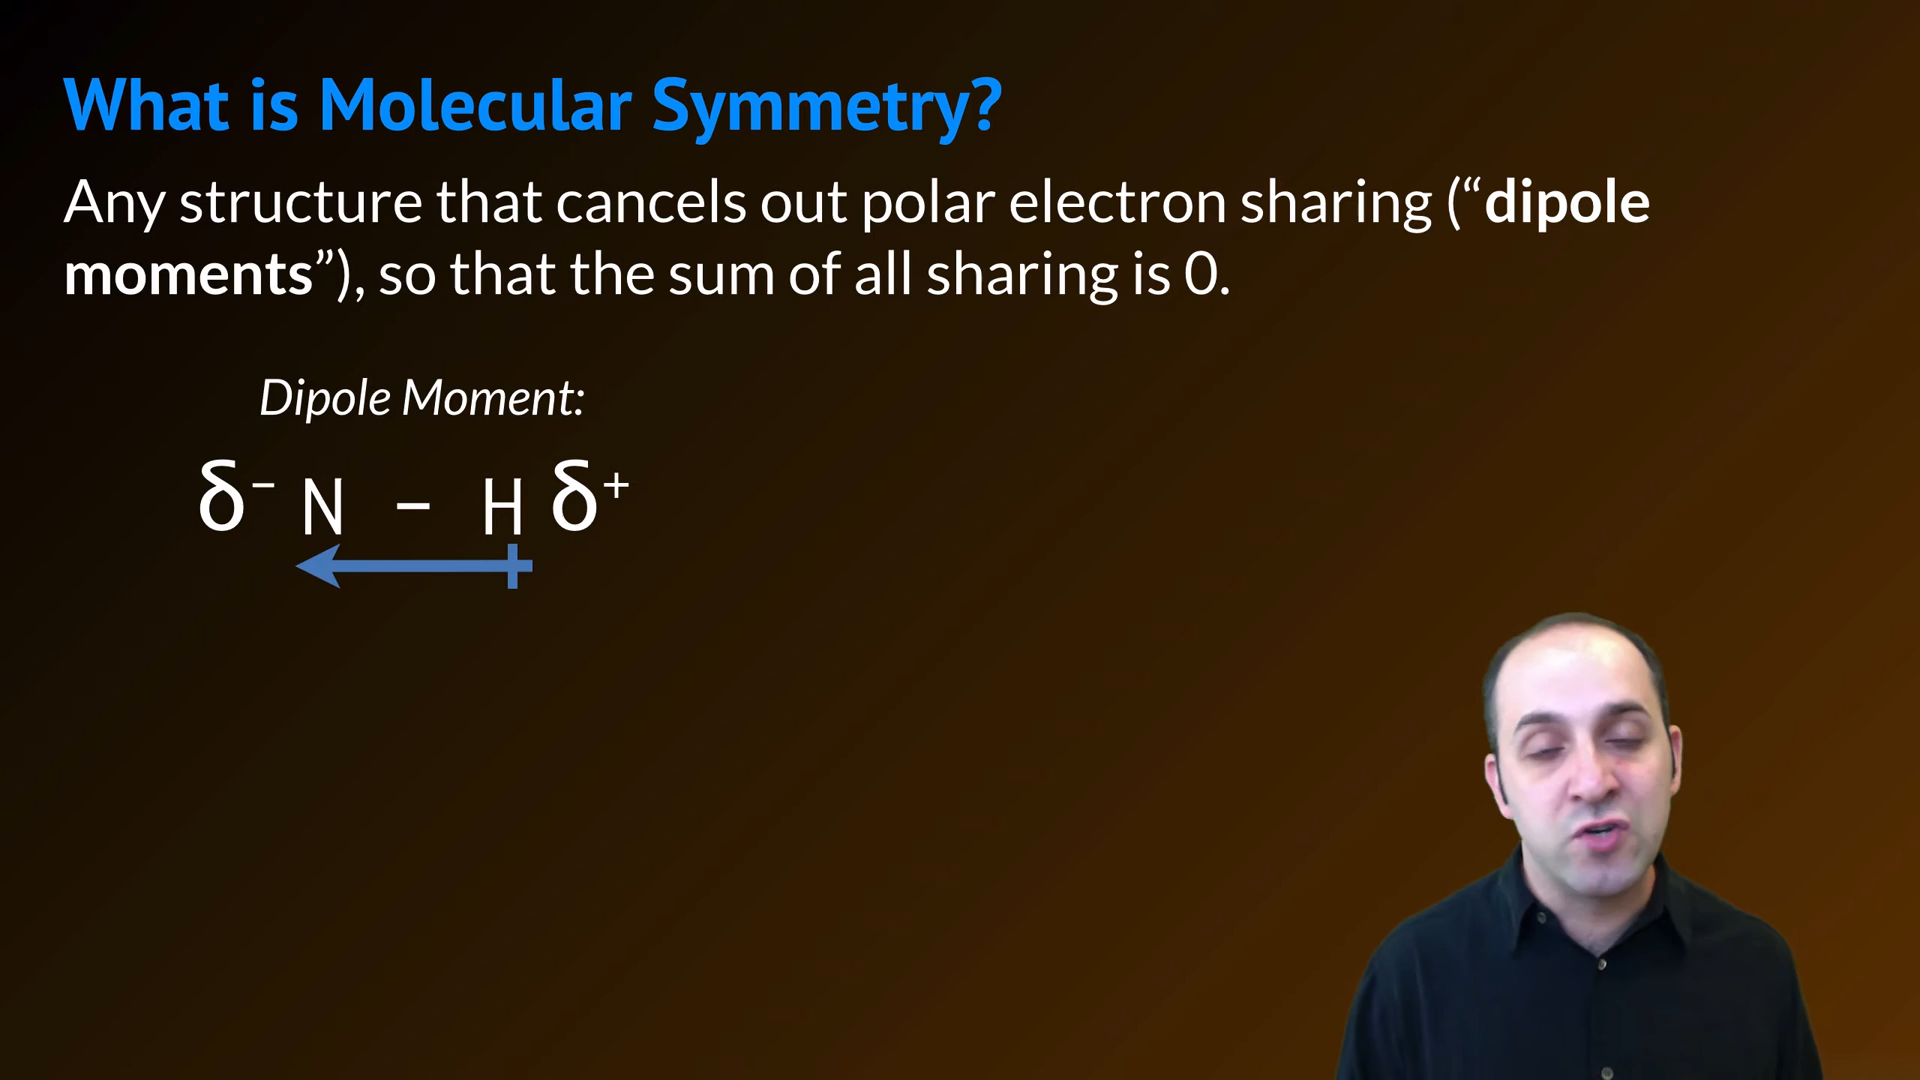 What is Molecular Symmetry?
Any structure that cancels out polar electron sharing (“dipole
moments”), so that the sum of all sharing is 0.
Dipole Moment:
δ⁻ N – H δ⁺